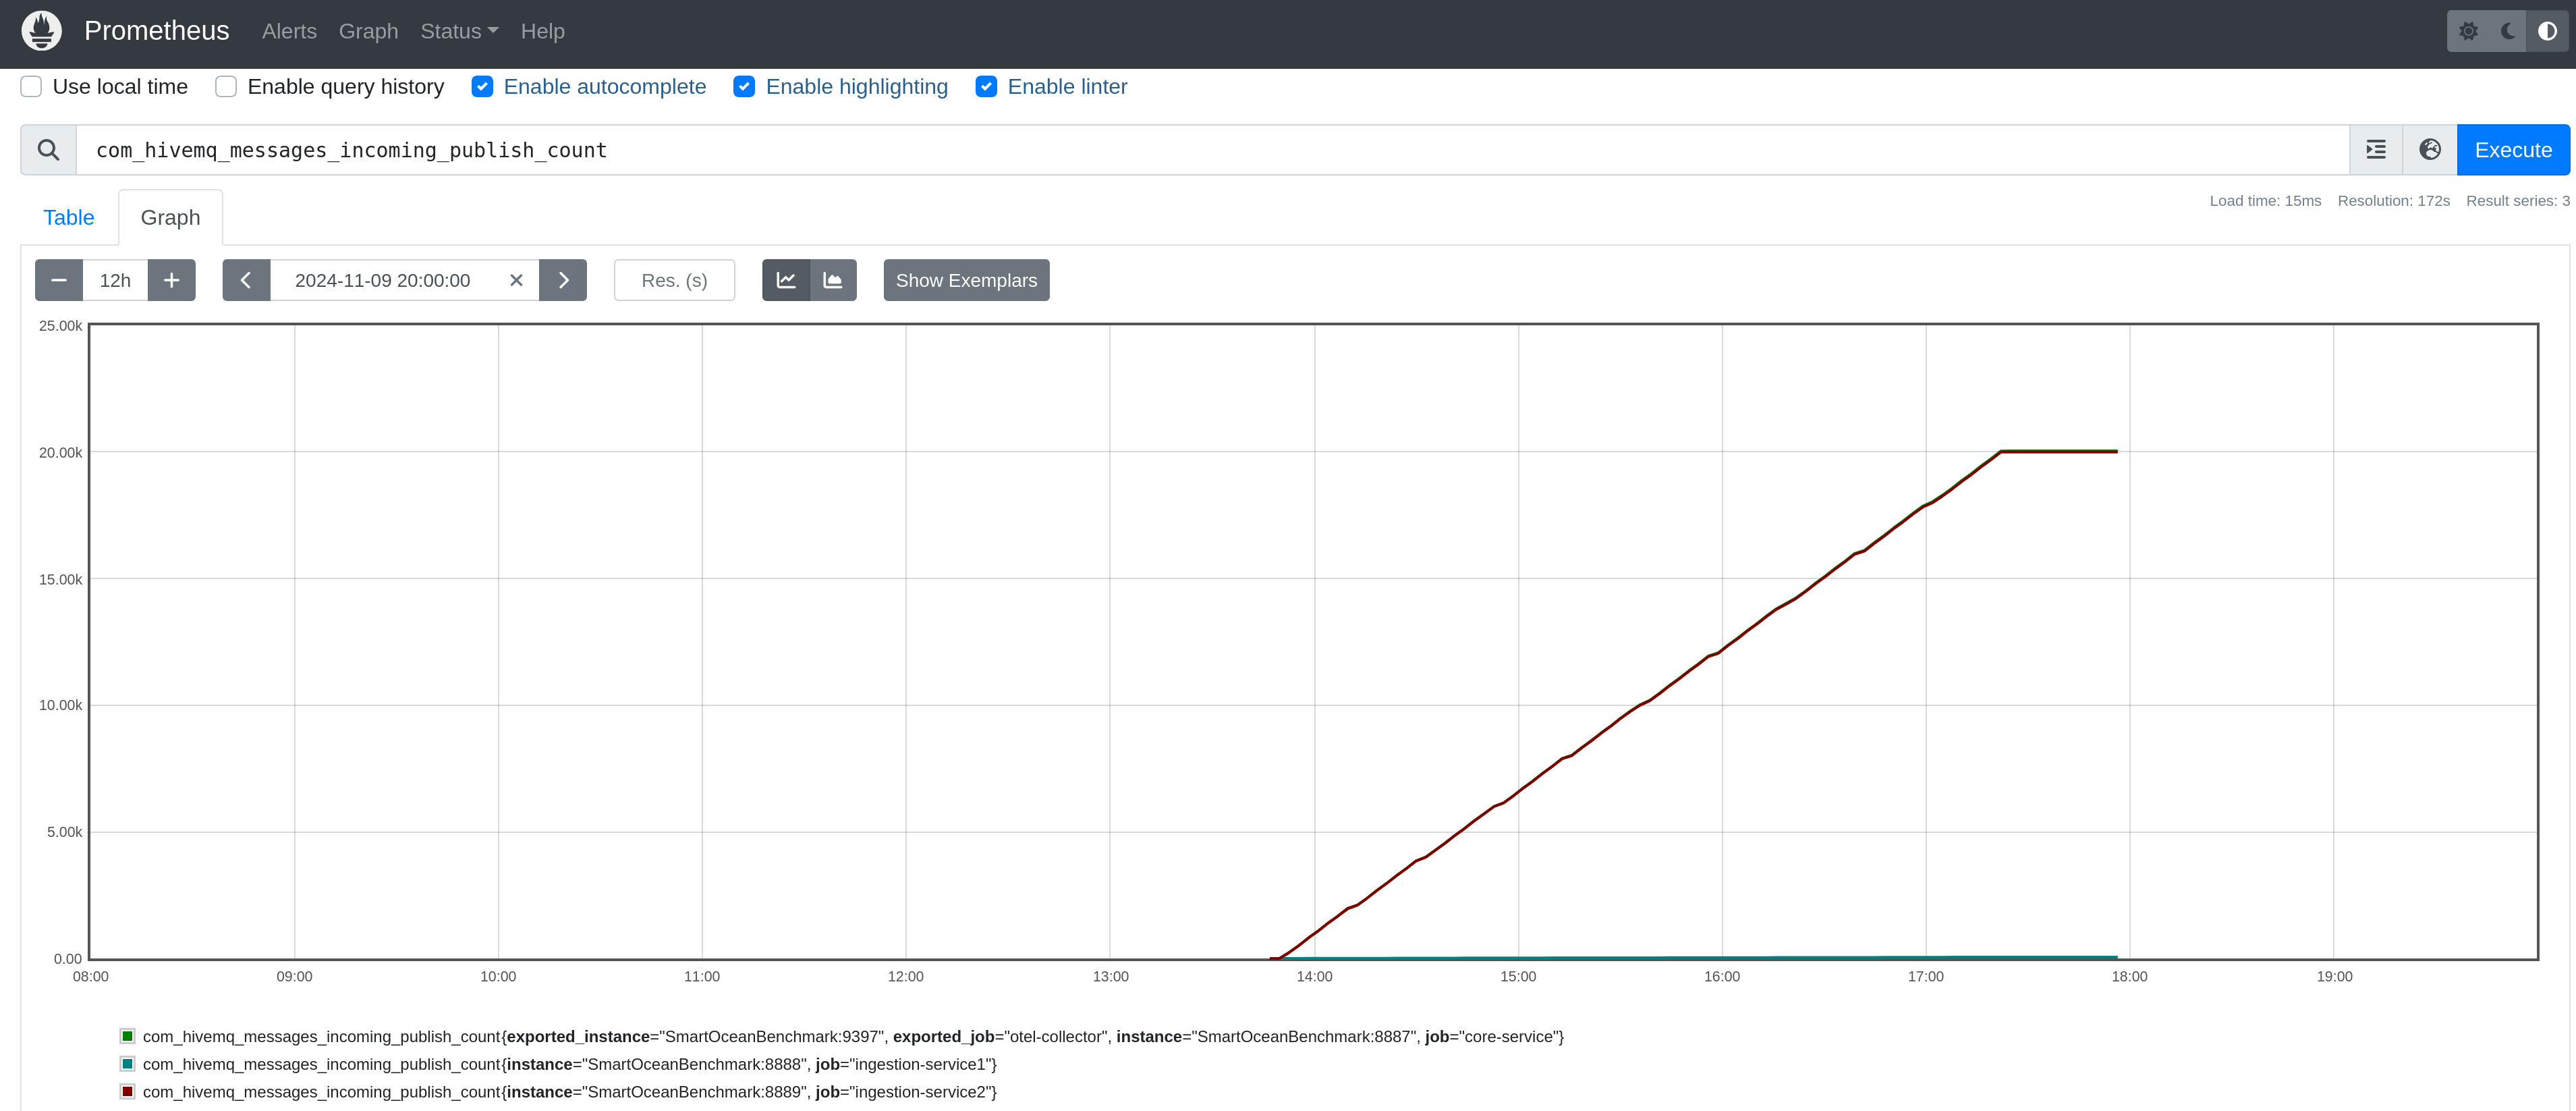 Prometheus Alerts Graph Status Help
Use local time Enable query history Enable autocomplete Enable highlighting Enable linter
com_hivemq_messages_incoming_publish_count Execute
Table Graph Load time: 15ms Resolution: 172s Result series: 3
12h 2024-11-09 20:00:00 Res. (s) Show Exemplars
25.00k
20.00k
15.00k
10.00k
5.00k
0.00
08:00 09:00 10:00 11:00 12:00 13:00 14:00 15:00 16:00 17:00 18:00 19:00
com_hivemq_messages_incoming_publish_count{exported_instance="SmartOceanBenchmark:9397", exported_job="otel-collector", instance="SmartOceanBenchmark:8887", job="core-service"}
com_hivemq_messages_incoming_publish_count{instance="SmartOceanBenchmark:8888", job="ingestion-service1"}
com_hivemq_messages_incoming_publish_count{instance="SmartOceanBenchmark:8889", job="ingestion-service2"}